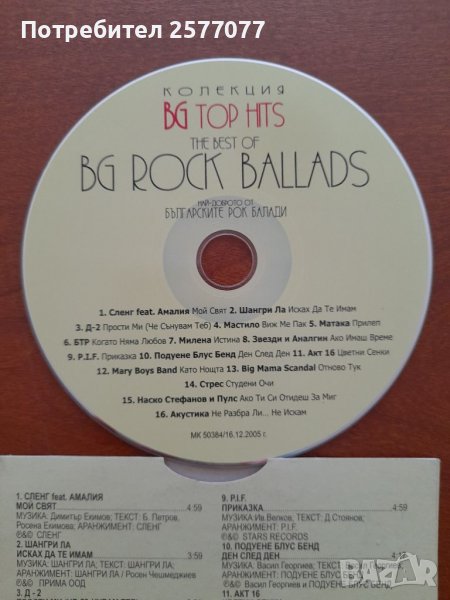 Потребител 2577077
КОЛЕКЦИЯ
BG TOP HITS
THE BEST OF
BG ROCK BALLADS
НАЙ-ДОБРОТО ОТ
БЪЛГАРСКИТЕ РОК БАЛАДИ
1. Сленг feat. Амалия Мой Свят 2. Шангри Ла Исках Да Те Имам
3. Д-2 Прости Ми (Че Сънувам Теб) 4. Мастило Виж Ме Пак 5. Матака Прилеп
6. БТР Когато Няма Любов 7. Милена Истина 8. Звезди и Аналгин Ако Имаш Време
9. P.I.F. Приказка 10. Подуене Блус Бенд Ден След Ден 11. Акт 16 Цветни Сенки
12. Mary Boys Band Като Нощта 13. Big Mama Scandal Отново Тук
14. Стрес Студени Очи
15. Наско Стефанов и Пулс Ако Ти Си Отидеш За Миг
16. Акустика Не Разбра Ли... Не Искам
МК 50384/16.12.2005 г.
1. СЛЕНГ feat. АМАЛИЯ
МОЙ СВЯТ 4:59
МУЗИКА: Димитър Екимов; ТЕКСТ: Б. Петров,
Росена Екимова; АРАНЖИМЕНТ: СЛЕНГ
℗&© СЛЕНГ
2. ШАНГРИ ЛА
ИСКАХ ДА ТЕ ИМАМ 3:59
МУЗИКА: ШАНГРИ ЛА; ТЕКСТ: ШАНГРИ ЛА;
АРАНЖИМЕНТ: ШАНГРИ ЛА / Росен Чешмеджиев
℗&© ПРИМА ООД
3. Д-2
9. P.I.F.
ПРИКАЗКА 4:59
МУЗИКА: Ив.Велков; ТЕКСТ: Д.Стоянов;
АРАНЖИМЕНТ: P.I.F.
℗&© STARS RECORDS
10. ПОДУЕНЕ БЛУС БЕНД
ДЕН СЛЕД ДЕН
МУЗИКА: Васил Георгиев; ТЕКСТ: Васил Георгиев;
АРАНЖИМЕНТ: Васил Георгиев и
℗&© ПОДУЕНЕ БЛУС БЕНД
11. АКТ 16
BAZAR